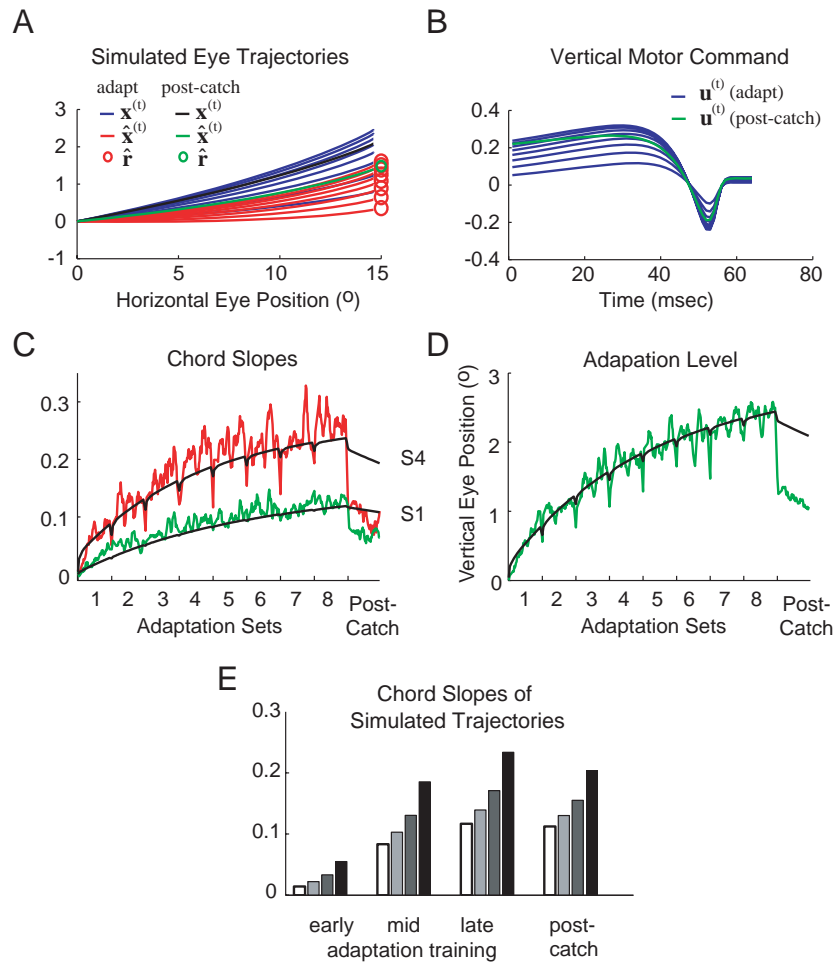 A
Simulated Eye Trajectories
adapt post-catch
x(t) x(t)
x̂(t) x̂(t)
r̂ r̂
3
2
1
0
-1
0 5 10 15
Horizontal Eye Position (o)
B
Vertical Motor Command
u(t) (adapt)
u(t) (post-catch)
0.4
0.2
0
-0.2
-0.4
0 20 40 60 80
Time (msec)
C
Chord Slopes
0.3
0.2
0.1
0
S4
S1
1 2 3 4 5 6 7 8 Post-
Adaptation Sets Catch
D
Adapation Level
Vertical Eye Position (o)
3
2
1
0
1 2 3 4 5 6 7 8 Post-
Adaptation Sets Catch
E
Chord Slopes of
Simulated Trajectories
0.3
0.2
0.1
0
early mid late post-
adaptation training catch